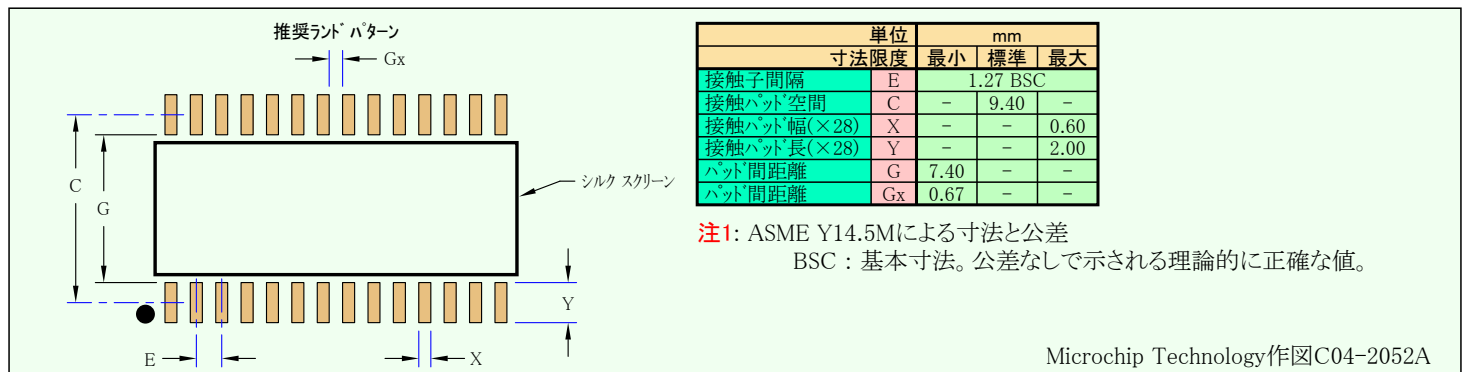 推奨ランド パターン
Gx
C
G
シルク スクリーン
Y
E
X
単位 mm
寸法限度 最小 標準 最大
接触子間隔 E 1.27 BSC
接触パッド空間 C - 9.40 -
接触パッド幅(×28) X - - 0.60
接触パッド長(×28) Y - - 2.00
パッド間距離 G 7.40 - -
パッド間距離 Gx 0.67 - -
注1: ASME Y14.5Mによる寸法と公差
BSC : 基本寸法。公差なしで示される理論的に正確な値。
Microchip Technology作図C04-2052A